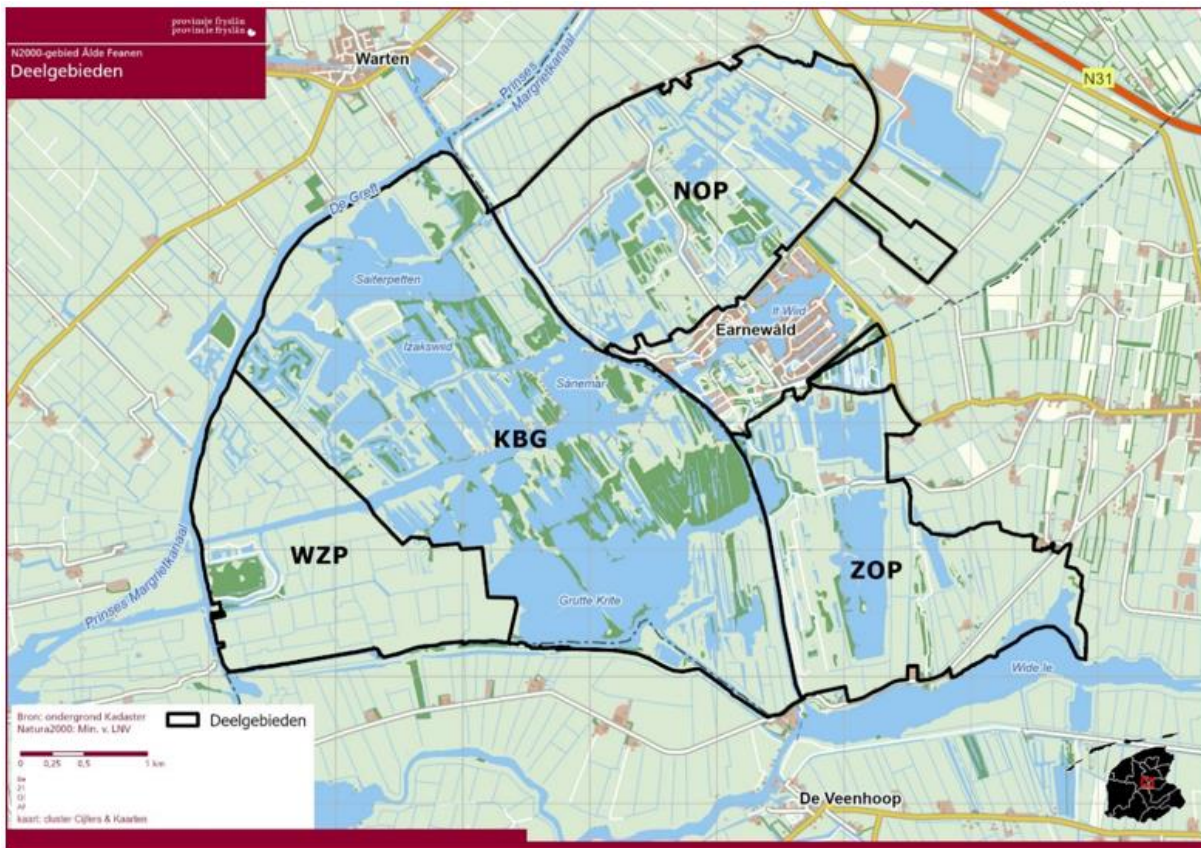 provinsje fryslân
provincie fryslân
N2000-gebied Âlde Feanen
Deelgebieden
Warten
Prinses
Margrietkanaal
N31
De Greft
NOP
Saiterpetten
It Wiid
Earnewâld
Izakswiid
Sânemar
KBG
WZP
ZOP
Prinses Margrietkanaal
Grutte Krite
Wide Ie
Bron: ondergrond Kadaster
Natura2000: Min. v. LNV
Deelgebieden
0 0,25 0,5 1 km
kaart: cluster Cijfers & Kaarten
De Veenhoop